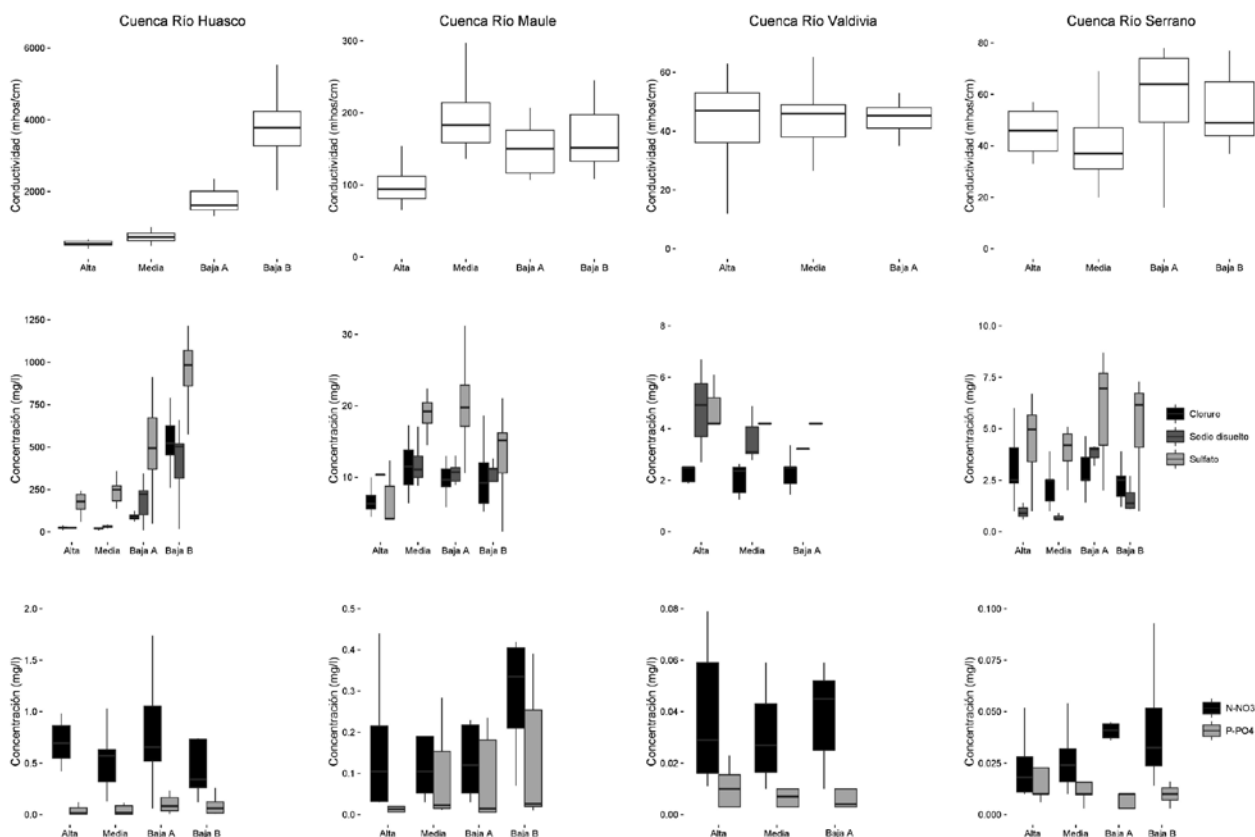 Cuenca Río Huasco
Cuenca Río Maule
Cuenca Río Valdivia
Cuenca Río Serrano
Conductividad (mhos/cm)
6000
4000
2000
0
Alta Media Baja A Baja B
Conductividad (mhos/cm)
300
200
100
0
Alta Media Baja A Baja B
Conductividad (mhos/cm)
60
40
20
0
Alta Media Baja A
Conductividad (mhos/cm)
80
60
40
20
0
Alta Media Baja A Baja B
Concentración (mg/l)
1250
1000
750
500
250
0
Alta Media Baja A Baja B
Concentración (mg/l)
30
20
10
Alta Media Baja A Baja B
Concentración (mg/l)
8
6
4
2
0
Alta Media Baja A
Concentración (mg/l)
10.0
7.5
5.0
2.5
0.0
Alta Media Baja A Baja B
Cloruro
Sodio disuelto
Sulfato
Concentración (mg/l)
2.0
1.5
1.0
0.5
0.0
Alta Media Baja A Baja B
Concentración (mg/l)
0.5
0.4
0.3
0.2
0.1
0.0
Alta Media Baja A Baja B
Concentración (mg/l)
0.08
0.06
0.04
0.02
0.00
Alta Media Baja A
Concentración (mg/l)
0.100
0.075
0.050
0.025
0.000
Alta Media Baja A Baja B
N-NO3
P-PO4